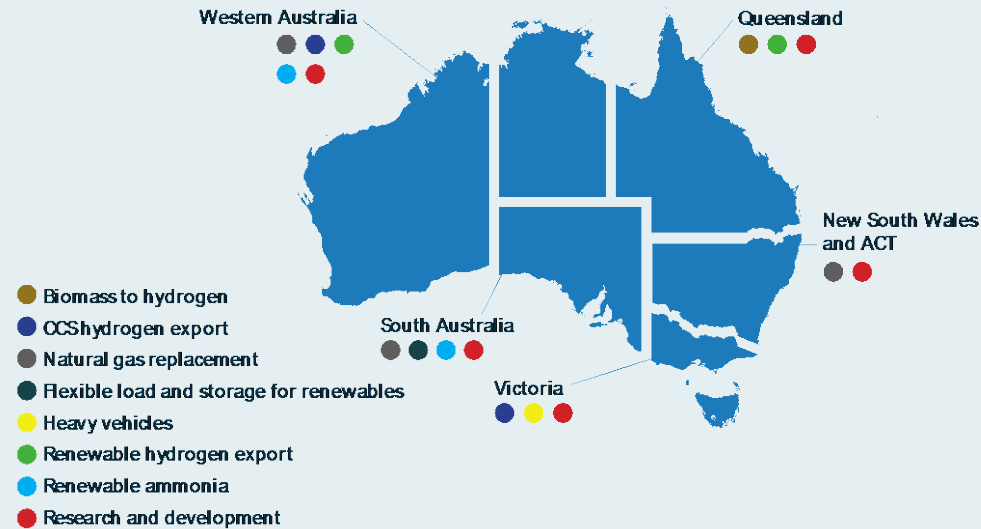 Western Australia
Queensland
New South Wales
and ACT
South Australia
Victoria
Biomass to hydrogen
CCS hydrogen export
Natural gas replacement
Flexible load and storage for renewables
Heavy vehicles
Renewable hydrogen export
Renewable ammonia
Research and development